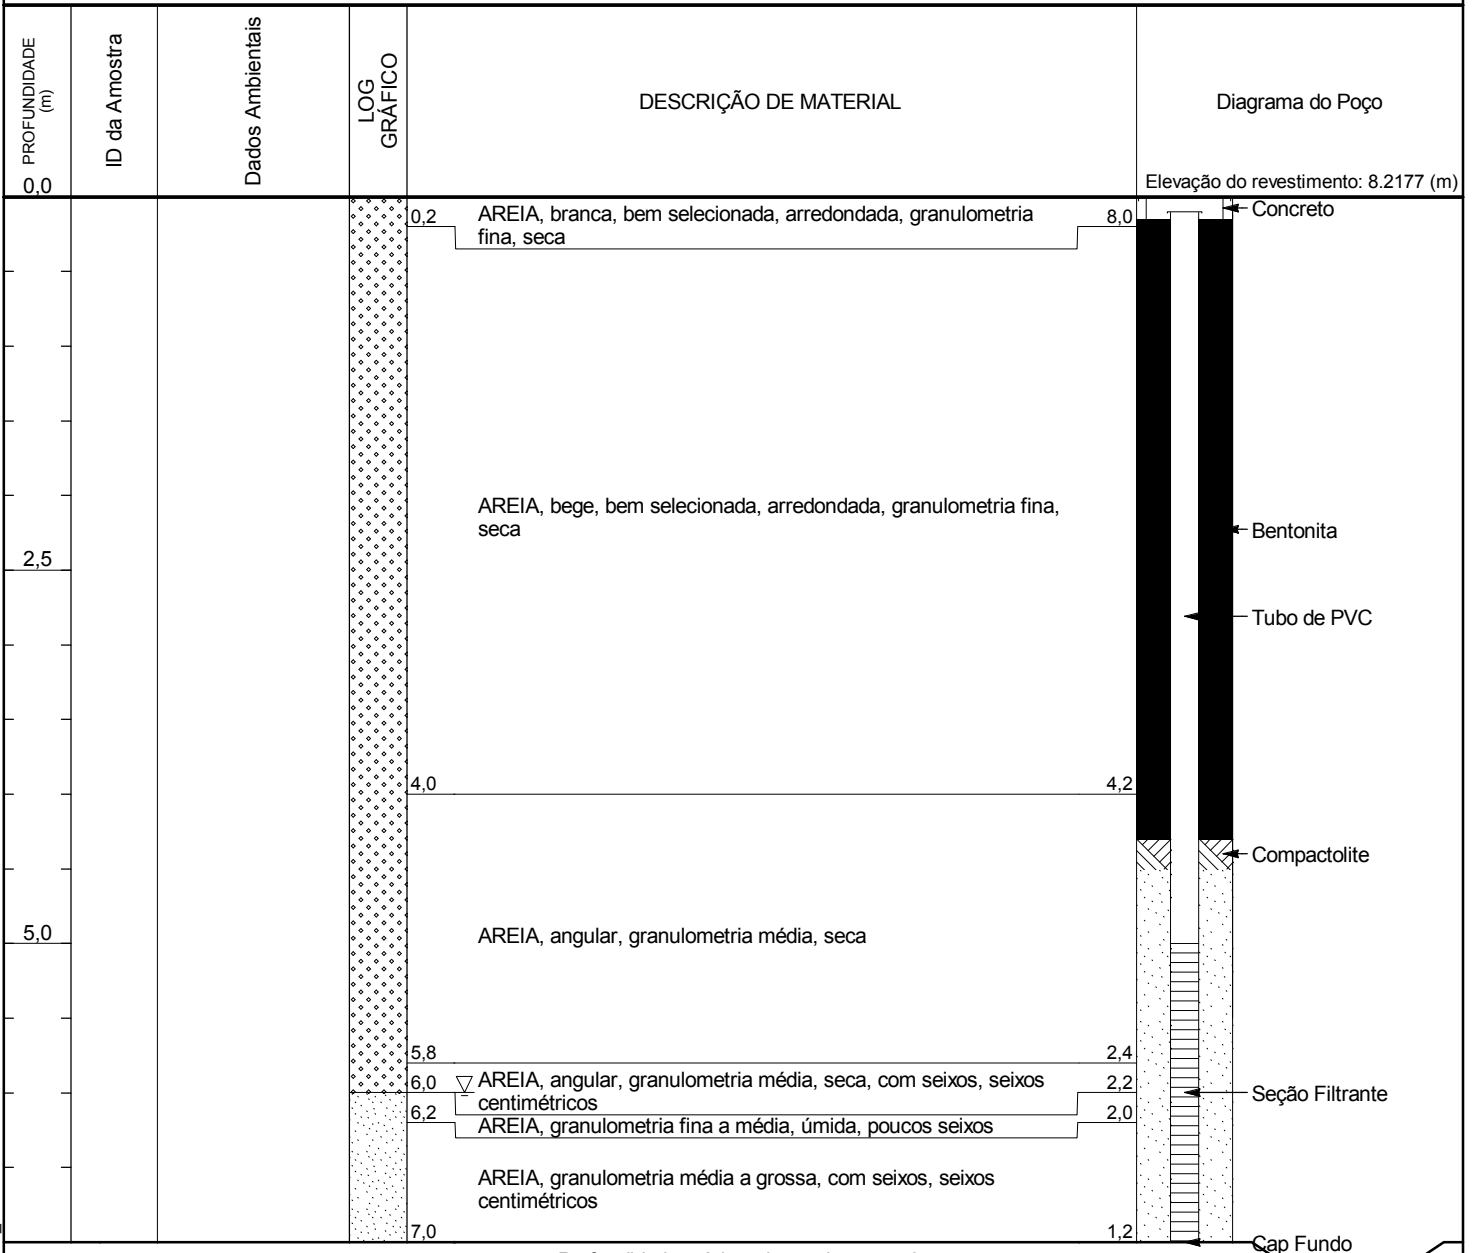 PROFUNDIDADE
(m)
ID da Amostra
Dados Ambientais
LOG
GRÁFICO
DESCRIÇÃO DE MATERIAL
Diagrama do Poço
0,0
Elevação do revestimento: 8.2177 (m)
0,2
AREIA, branca, bem selecionada, arredondada, granulometria
fina, seca
8,0
Concreto
AREIA, bege, bem selecionada, arredondada, granulometria fina,
seca
Bentonita
2,5
Tubo de PVC
4,0
4,2
Compactolite
5,0
AREIA, angular, granulometria média, seca
5,8
2,4
6,0
AREIA, angular, granulometria média, seca, com seixos, seixos
centimétricos
2,2
Seção Filtrante
6,2
2,0
AREIA, granulometria fina a média, úmida, poucos seixos
AREIA, granulometria média a grossa, com seixos, seixos
centimétricos
7,0
1,2
Cap Fundo